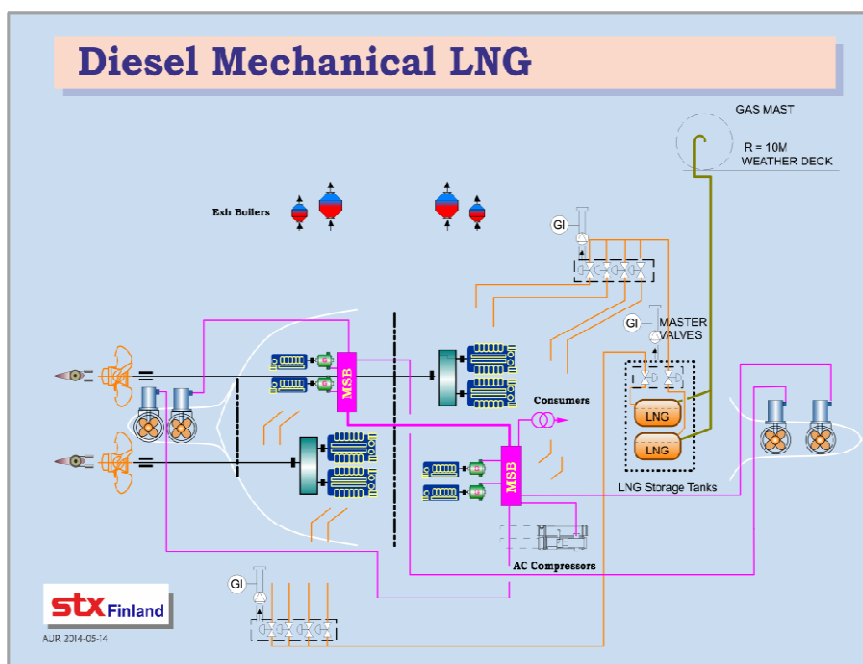 Diesel Mechanical LNG
GAS MAST
R = 10M
WEATHER DECK
Exh Boilers
GI
GI
MASTER
VALVES
MSB
Consumers
LNG
LNG
MSB
LNG Storage Tanks
AC Compressors
GI
stx Finland
AJR 2014-05-14